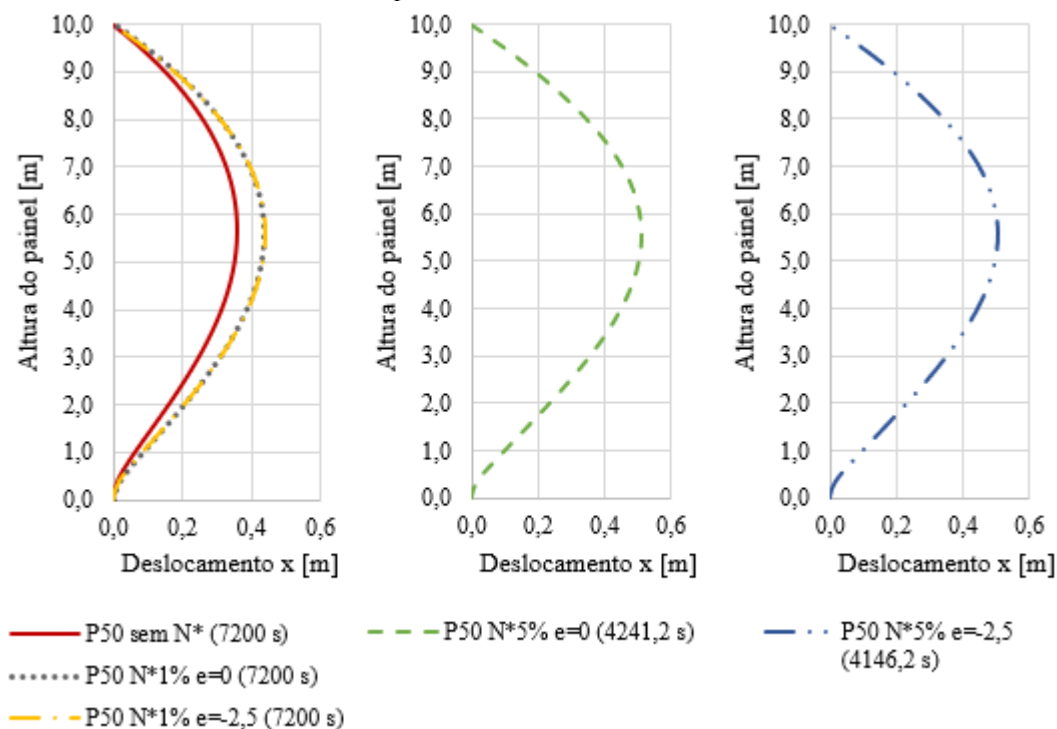 Altura do painel [m]
10,0
9,0
8,0
7,0
6,0
5,0
4,0
3,0
2,0
1,0
0,0
0,0 0,2 0,4 0,6
Deslocamento x [m]
Altura do painel [m]
10,0
9,0
8,0
7,0
6,0
5,0
4,0
3,0
2,0
1,0
0,0
0,0 0,2 0,4 0,6
Deslocamento x [m]
Altura do painel [m]
10,0
9,0
8,0
7,0
6,0
5,0
4,0
3,0
2,0
1,0
0,0
0,0 0,2 0,4 0,6
Deslocamento x [m]
P50 sem N* (7200 s)
P50 N*1% e=0 (7200 s)
P50 N*1% e=-2,5 (7200 s)
P50 N*5% e=0 (4241,2 s)
P50 N*5% e=-2,5
(4146,2 s)